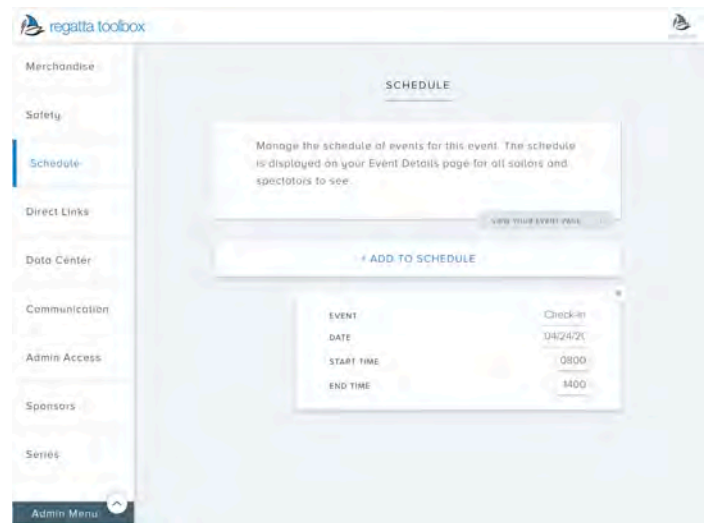 regatta toolbox
Merchandise
Safety
Schedule
Direct Links
Data Center
Communication
Admin Access
Sponsors
Series
Admin Menu
SCHEDULE
Manage the schedule of events for this event. The schedule
is displayed on your Event Details page for all sailors and
spectators to see
VIEW YOUR EVENT PAGE
+ ADD TO SCHEDULE
EVENT Check-in
DATE 04/24/20
START TIME 0800
END TIME 1400